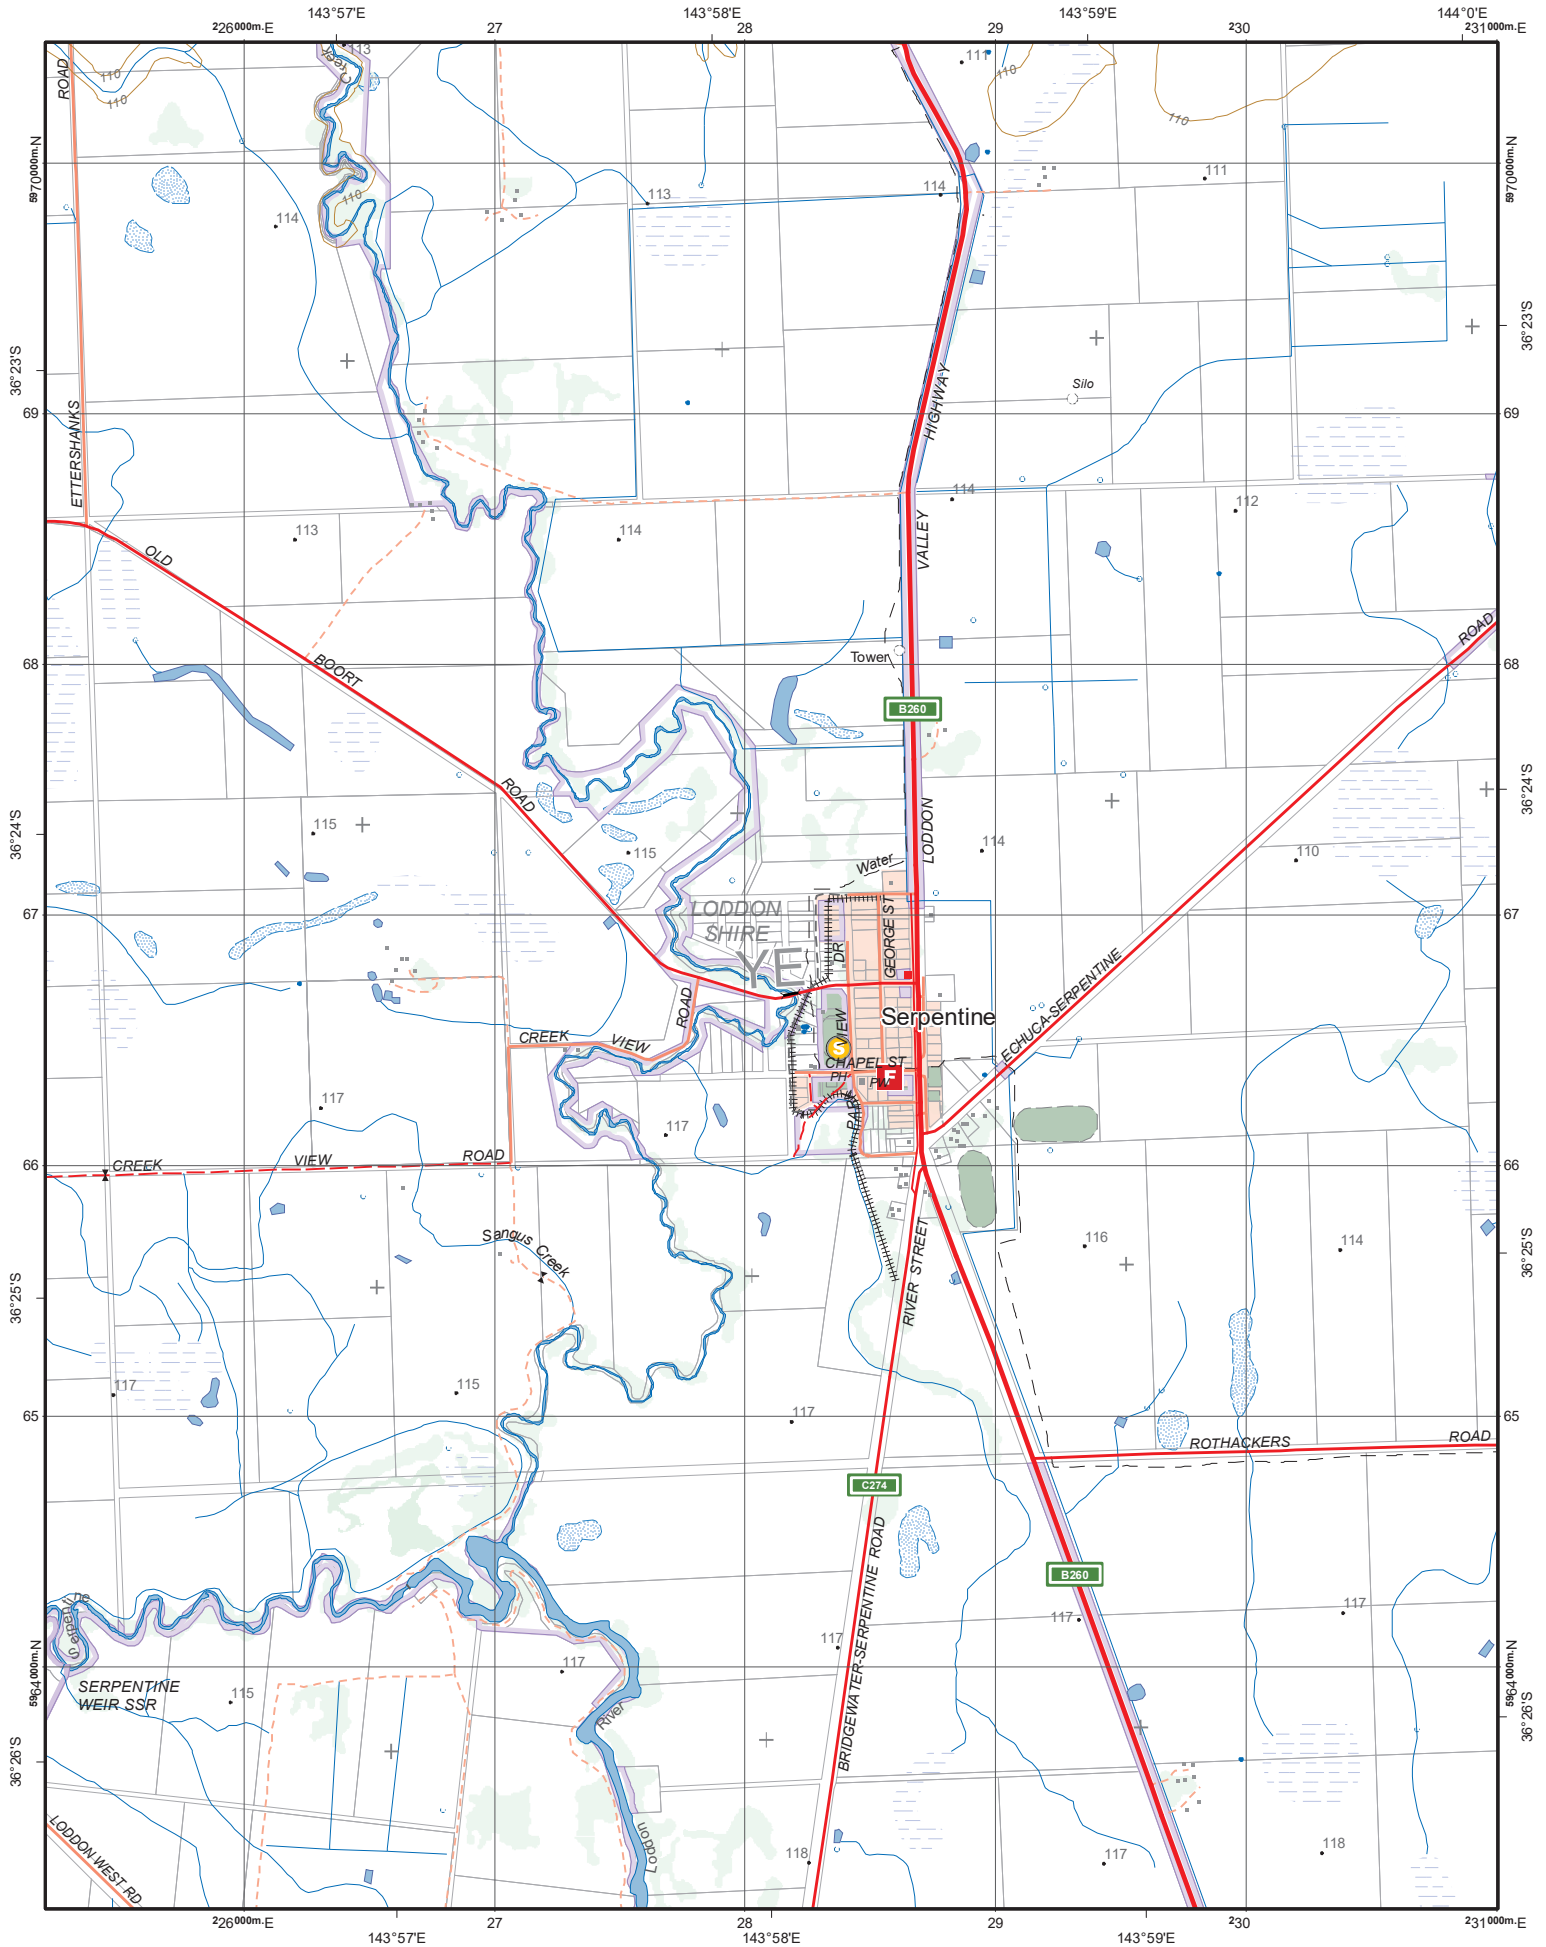 143°57'E
143°58'E
143°59'E
144°0'E
226000m.E
27
28
29
230
231000m.E
113
Creek
111
110
110
110
110
ROAD
5970000m.N
5970000m.N
114
113
114
111
110
36°23'S
36°23'S
Silo
HIGHWAY
69
69
ETTERSHANKS
114
112
113
114
VALLEY
OLD
ROAD
BOORT
Tower
68
68
B260
ROAD
36°24'S
36°24'S
115
115
LODDON
114
110
Water
67
67
LODDON
SHIRE
YE
DR
GEORGE ST
ROAD
Serpentine
ECHUCA-SERPENTINE
CREEK
VIEW
VIEW
S
CHAPEL ST
PH
PW
F
117
117
PARK
CREEK
VIEW
ROAD
66
66
Sangus Creek
116
114
36°25'S
36°25'S
RIVER STREET
117
115
117
65
65
ROTHACKERS
ROAD
C274
BRIDGEWATER-SERPENTINE ROAD
B260
Serpentine
117
117
117
117
5964000m.N
5964000m.N
SERPENTINE
WEIR SSR
115
River
36°26'S
36°26'S
LODDON WEST RD
Loddon
118
117
118
226000m.E
27
28
29
230
231000m.E
143°57'E
143°58'E
143°59'E